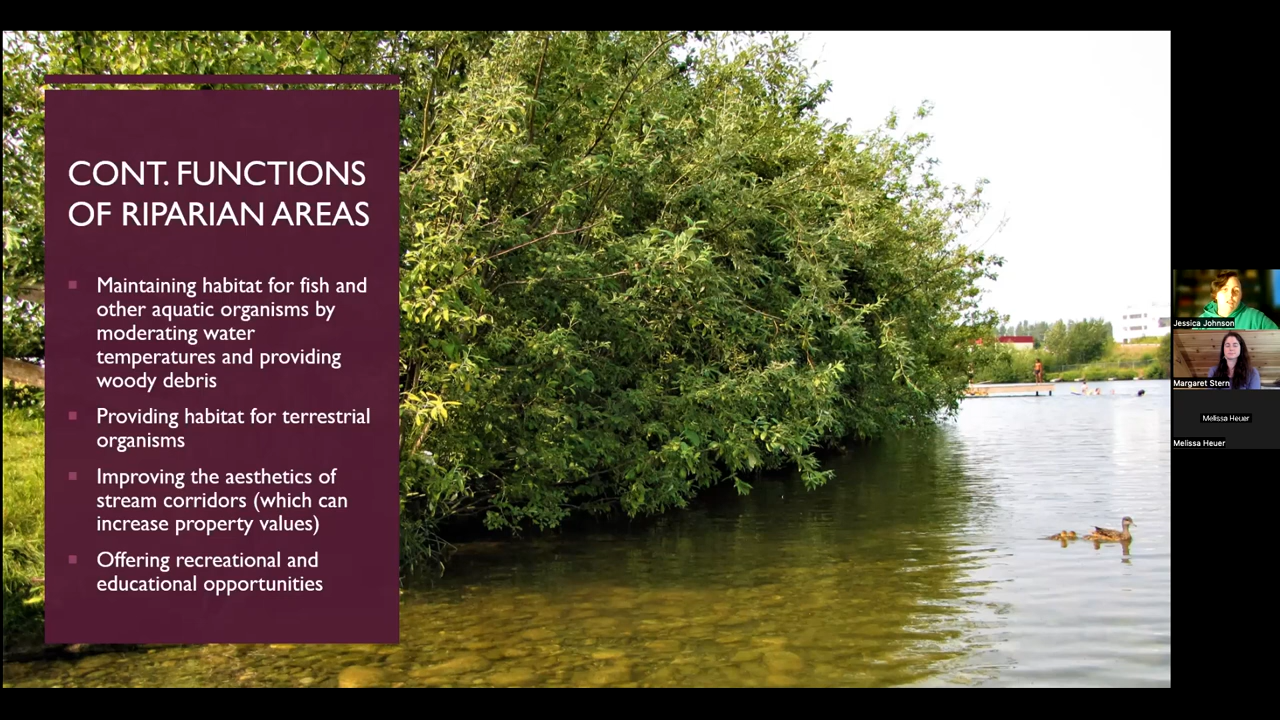 CONT. FUNCTIONS
OF RIPARIAN AREAS
Maintaining habitat for fish and
other aquatic organisms by
moderating water
temperatures and providing
woody debris
Providing habitat for terrestrial
organisms
Improving the aesthetics of
stream corridors (which can
increase property values)
Offering recreational and
educational opportunities
Jessica Johnson
Margaret Stern
Melissa Heuer
Melissa Heuer